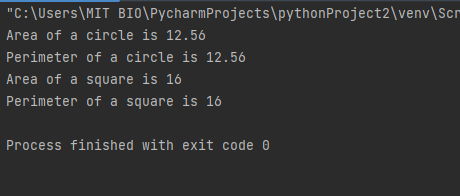 "C:\Users\MIT BIO\PycharmProjects\pythonProject2\venv\Scr
Area of a circle is 12.56
Perimeter of a circle is 12.56
Area of a square is 16
Perimeter of a square is 16
Process finished with exit code 0